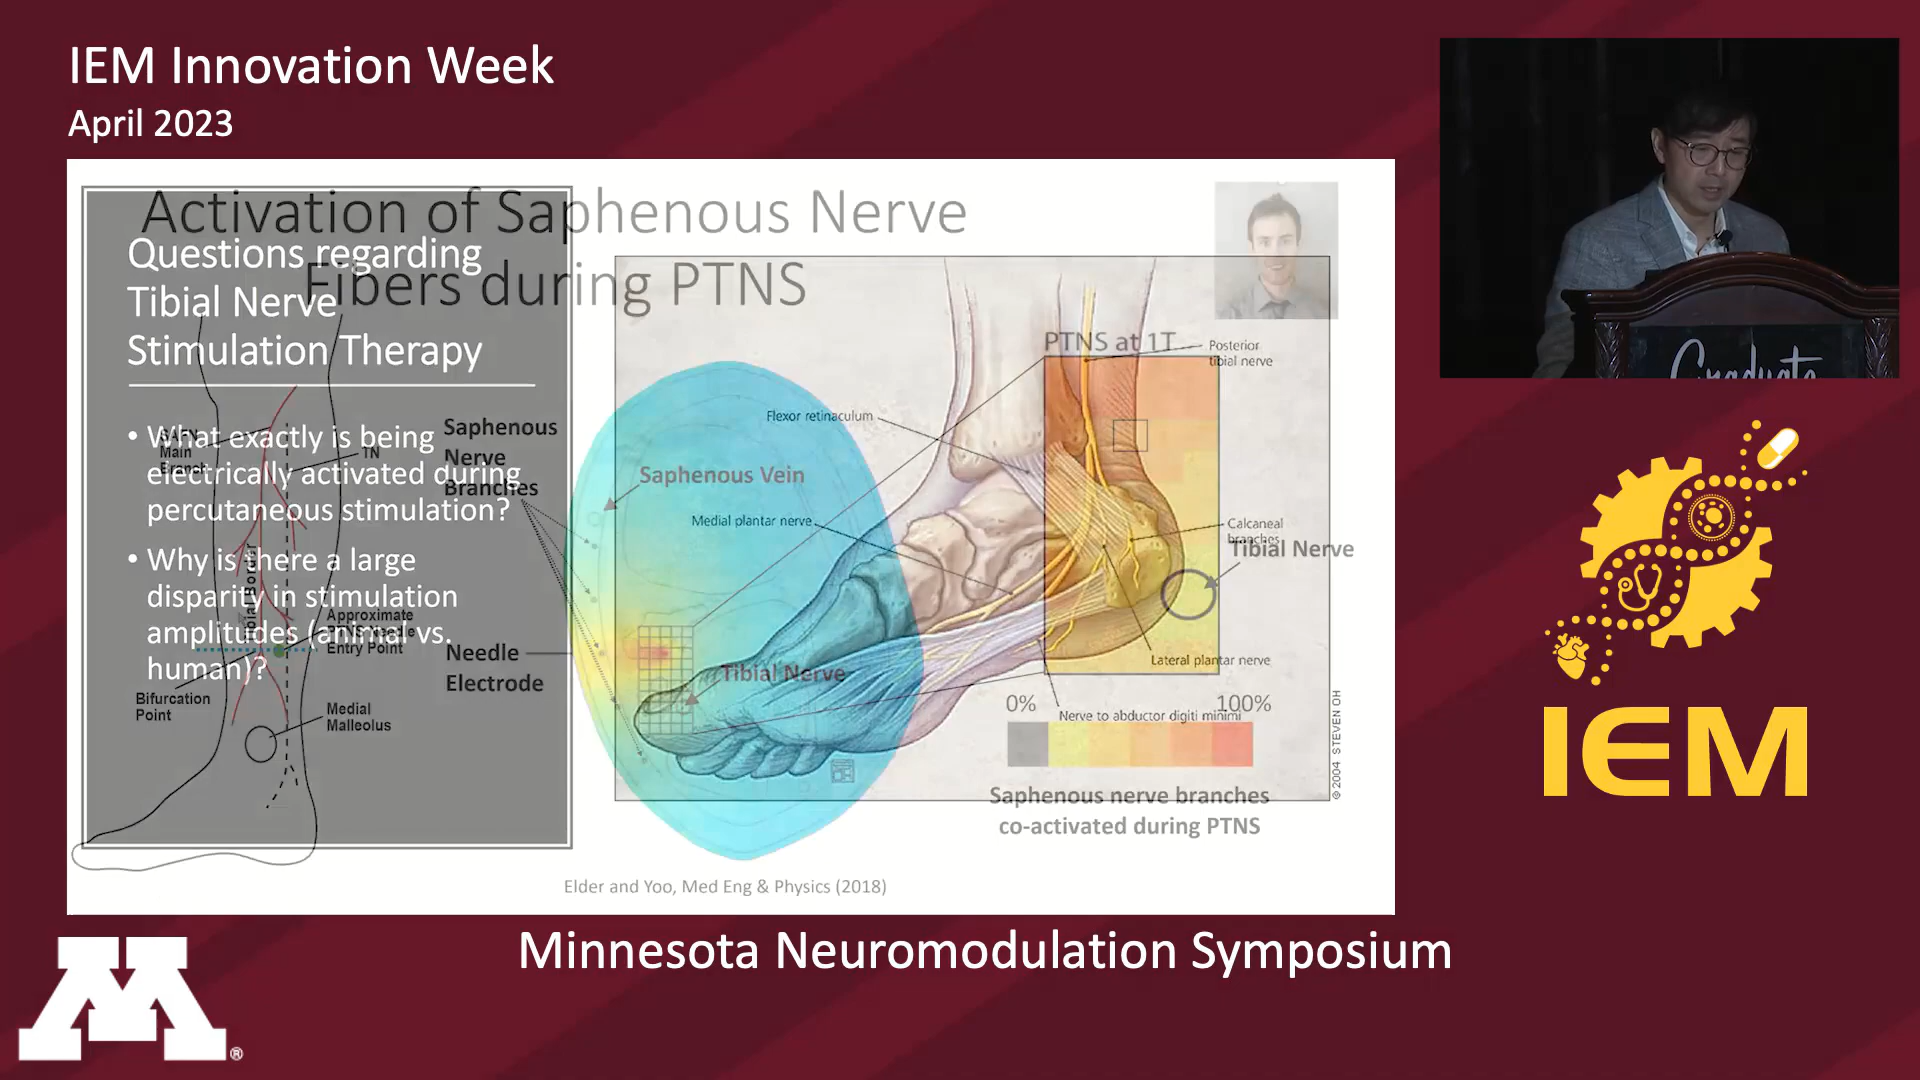 IEM Innovation Week
April 2023
Activation of Saphenous Nerve
Fibers during PTNS
Questions regarding
Tibial Nerve
Stimulation Therapy
• What exactly is being
electrically activated during
percutaneous stimulation?
• Why is there a large
disparity in stimulation
amplitudes (animal vs.
human)?
Main
TN
Approximate
Entry Point
Bifurcation
Point
Medial
Malleolus
Saphenous
Nerve
Branches
Needle
Electrode
Saphenous Vein
Tibial Nerve
Flexor retinaculum
Medial plantar nerve
PTNS at 1T
Posterior
tibial nerve
Calcaneal
branches
Tibial Nerve
Lateral plantar nerve
Nerve to abductor digiti minimi
0%
100%
Saphenous nerve branches
co-activated during PTNS
© 2004 STEVEN OH
Elder and Yoo, Med Eng & Physics (2018)
Graduate
IEM
Minnesota Neuromodulation Symposium
M®